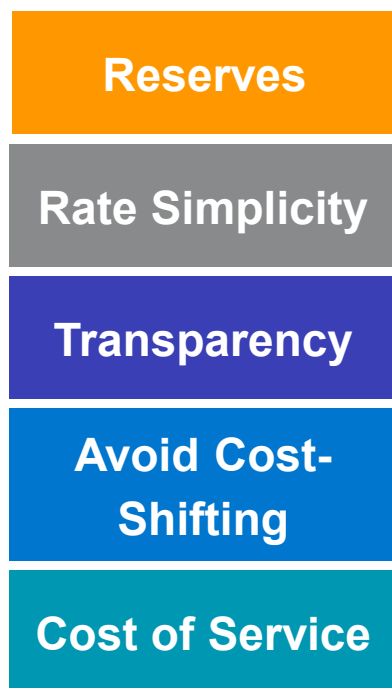 Reserves
Rate Simplicity
Transparency
Avoid Cost-
Shifting
Cost of Service